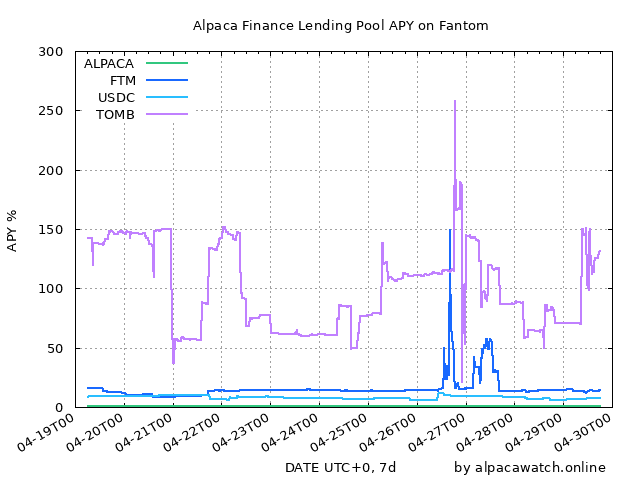 Alpaca Finance Lending Pool APY on Fantom
300
250
200
150
100
50
0
APY %
ALPACA
FTM
USDC
TOMB
04-19T00
04-20T00
04-21T00
04-22T00
04-23T00
04-24T00
04-25T00
04-26T00
04-27T00
04-28T00
04-29T00
04-30T00
DATE UTC+0, 7d
by alpacawatch.online